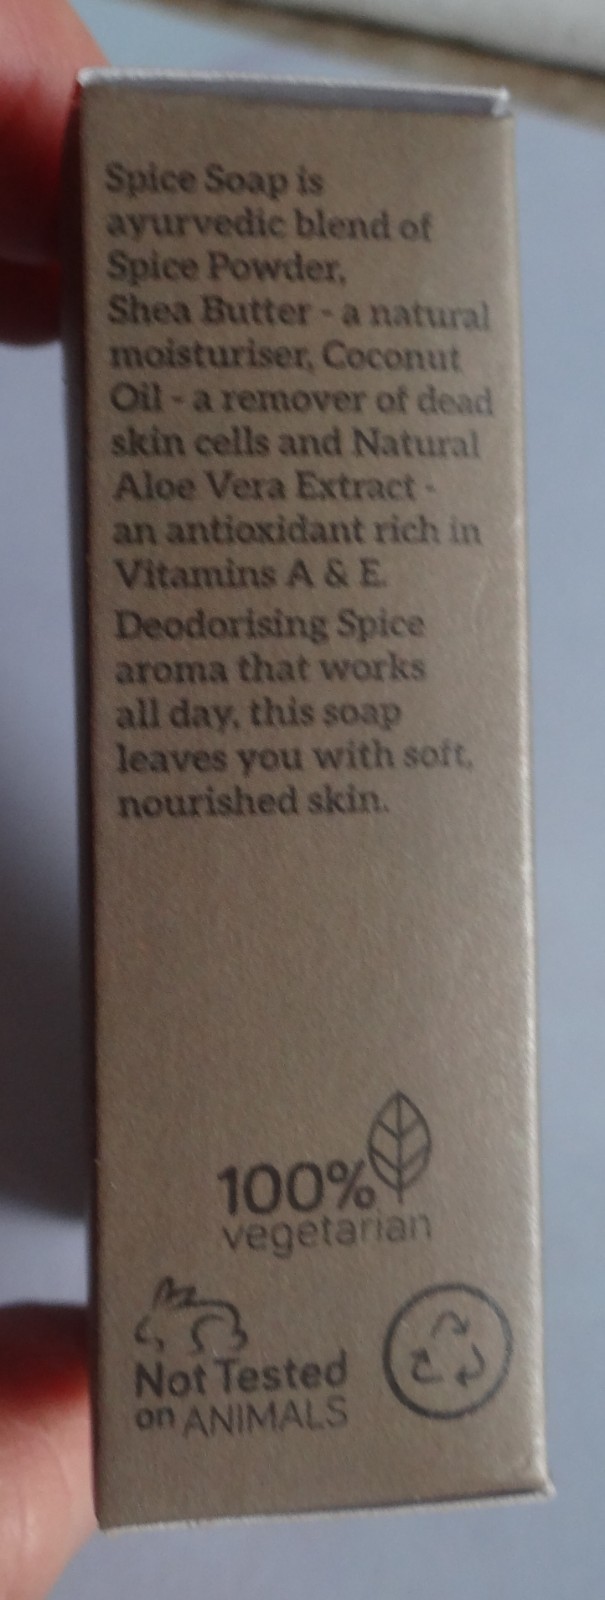 Spice Soap is
ayurvedic blend of
Spice Powder,
Shea Butter - a natural
moisturiser, Coconut
Oil - a remover of dead
skin cells and Natural
Aloe Vera Extract -
an antioxidant rich in
Vitamins A & E.
Deodorising Spice
aroma that works
all day, this soap
leaves you with soft,
nourished skin.
100%
vegetarian
Not Tested
on ANIMALS